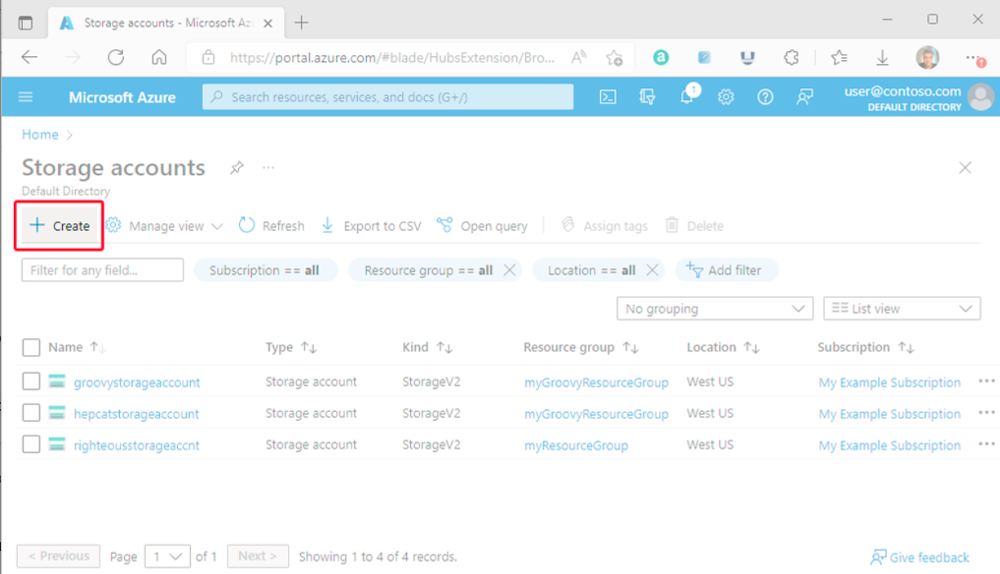 Storage accounts - Microsoft Az
https://portal.azure.com/#blade/HubsExtension/Bro...
Microsoft Azure
Search resources, services, and docs (G+/)
1
user@contoso.com
DEFAULT DIRECTORY
Home
Storage accounts
...
Default Directory
Create Manage view Refresh Export to CSV Open query Assign tags Delete
Filter for any field... Subscription == all Resource group == all Location == all Add filter
No grouping List view
Name Type Kind Resource group Location Subscription
groovystorageaccount Storage account StorageV2 myGroovyResourceGroup West US My Example Subscription
hepcatstorageaccount Storage account StorageV2 myGroovyResourceGroup West US My Example Subscription
righteousstorageaccnt Storage account StorageV2 myResourceGroup West US My Example Subscription
< Previous Page 1 of 1 Next > Showing 1 to 4 of 4 records. Give feedback